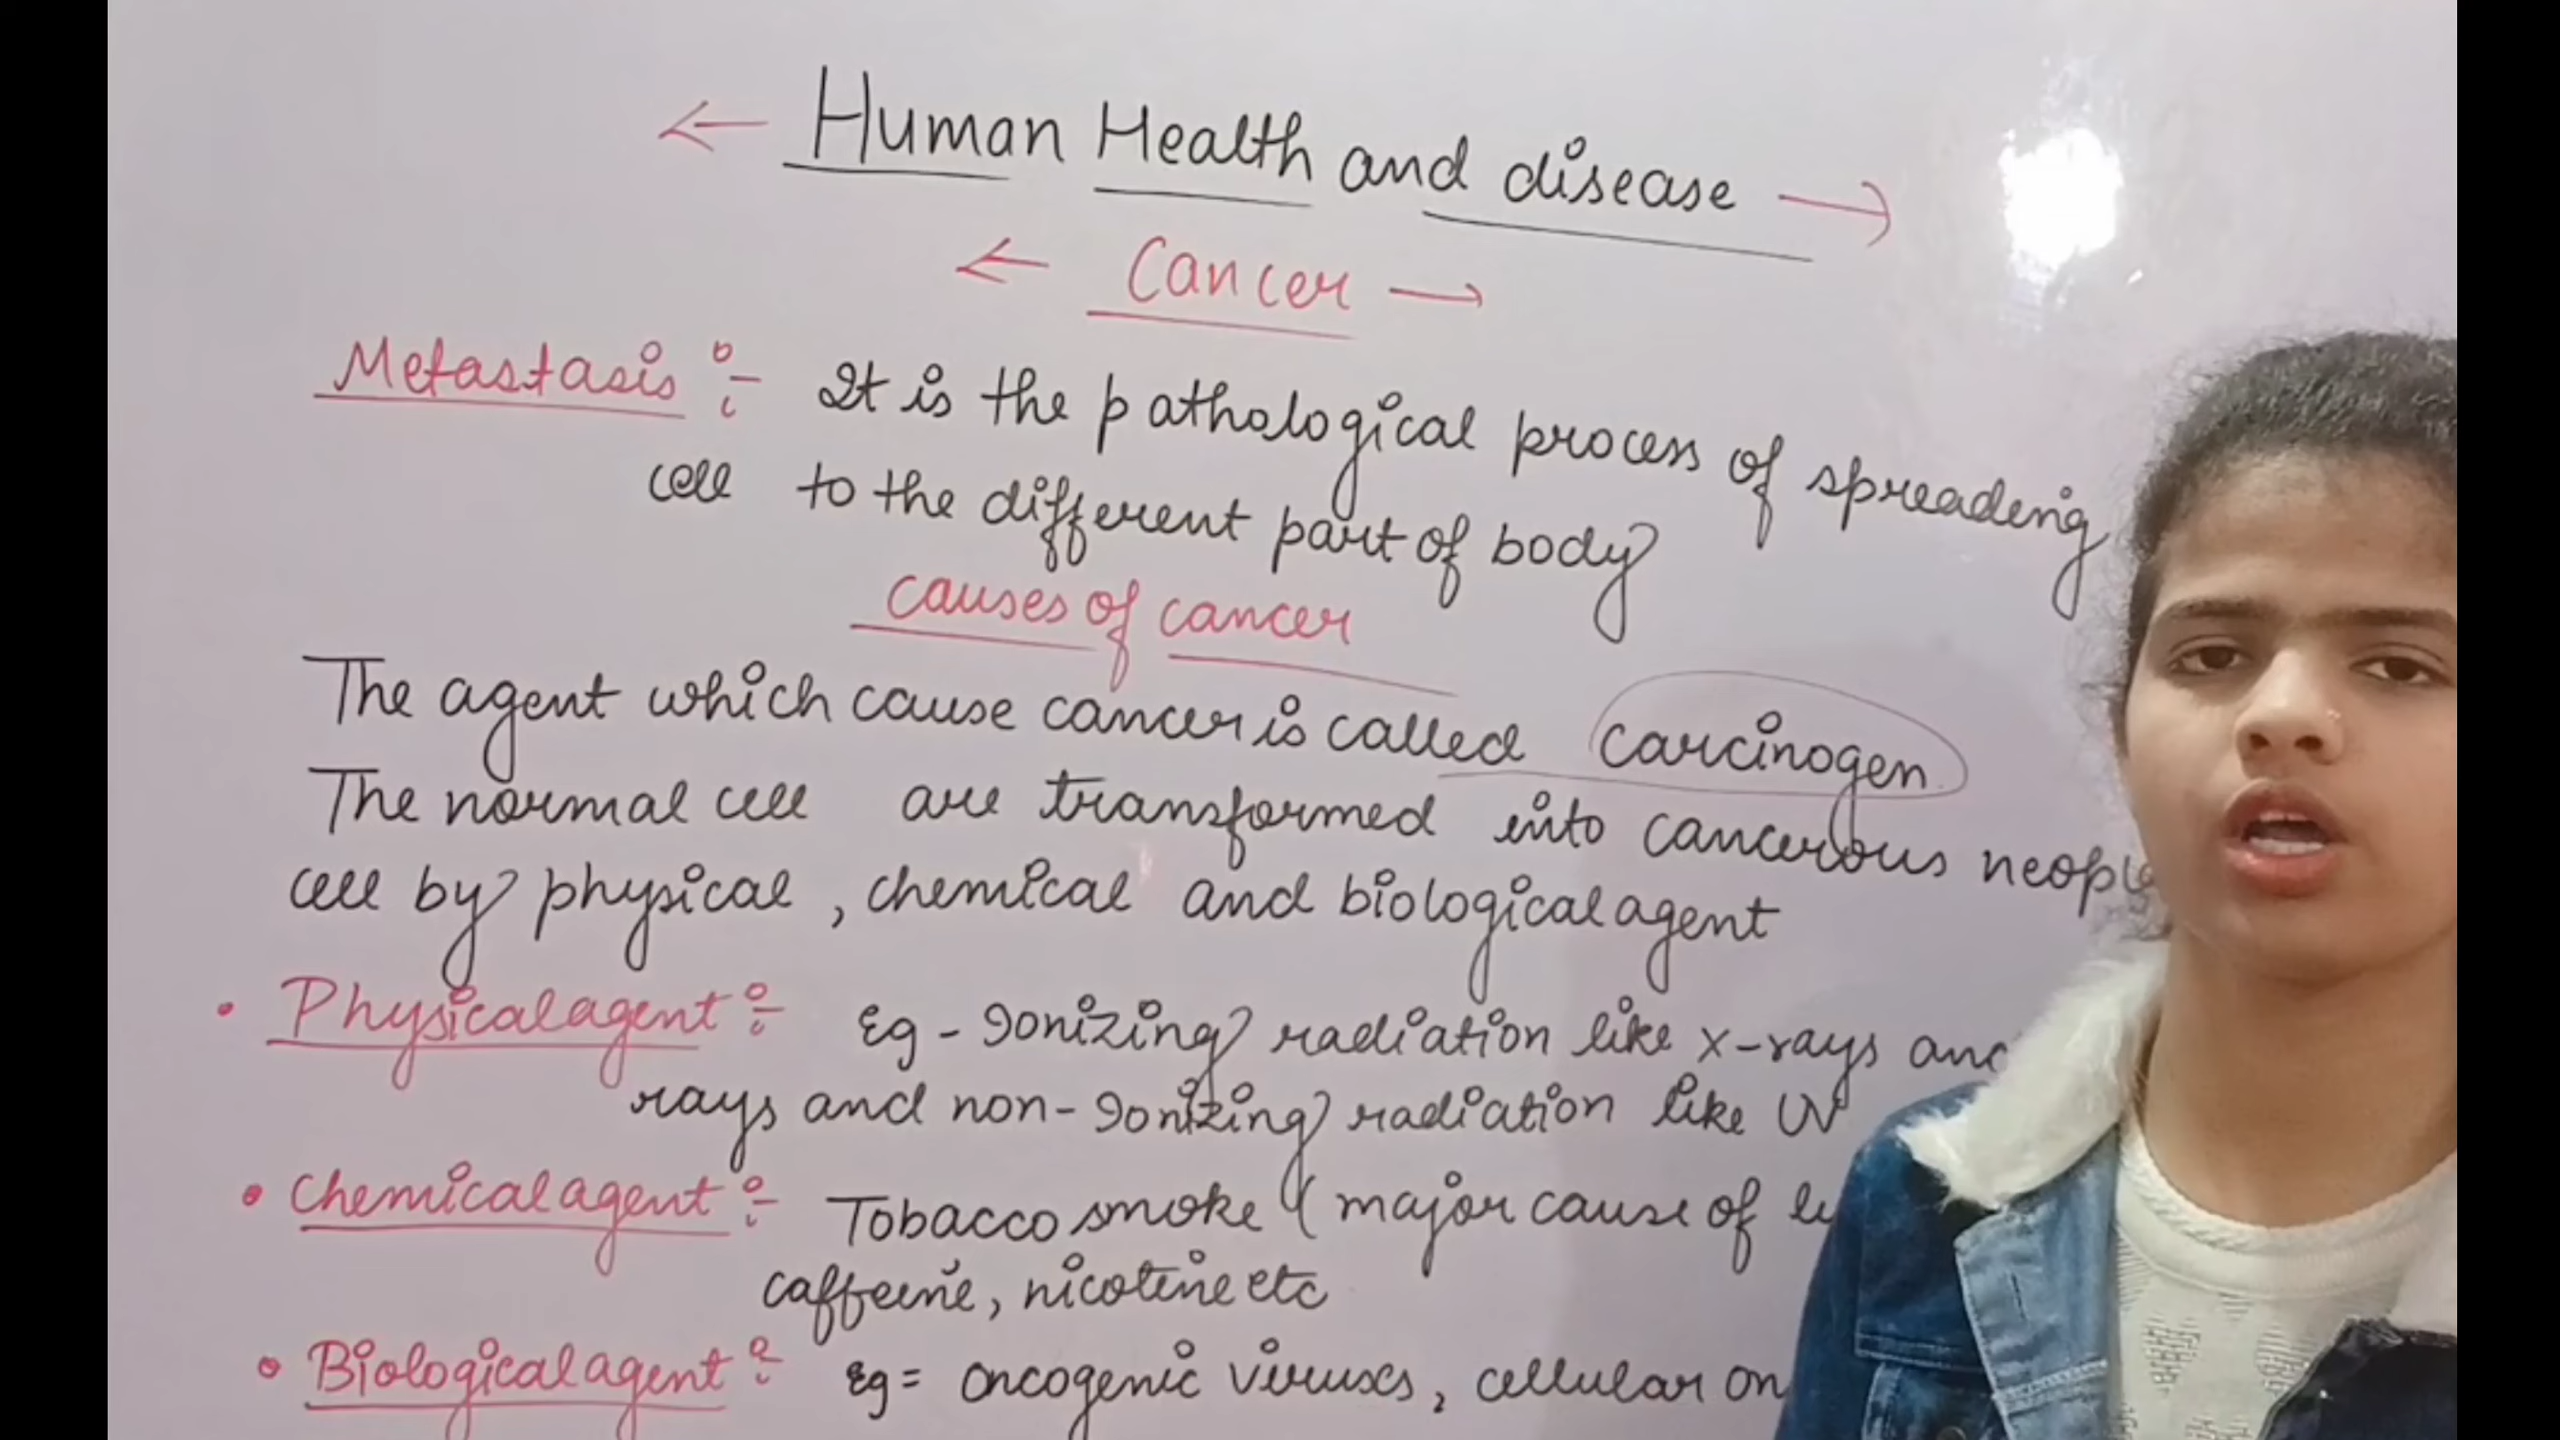 Human Health and disease
Cancer
Metastasis :- It is the pathological process of spreading
cell to the different part of body
causes of cancer
The agent which cause cancer is called carcinogen
The normal cell are transformed into cancerous
cell by physical, chemical and biological agent
• Physical agent :- Eg - Ionizing radiation like x-rays and
rays and non-Ionizing radiation like UV
• Chemical agent :- Tobacco smoke ( major cause of
caffeine, nicotine etc
• Biological agent :- Eg = oncogenic viruses, cellular